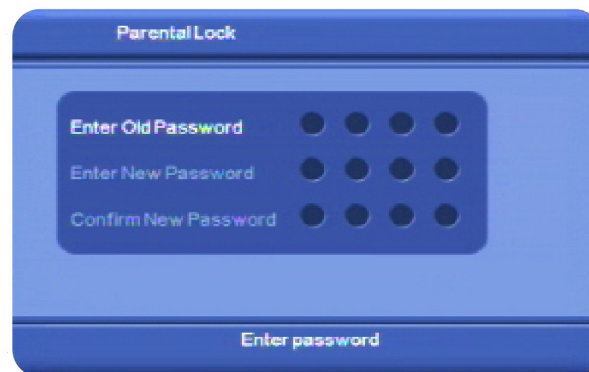 Parental Lock
Enter Old Password
Enter New Password
Confirm New Password
Enter password